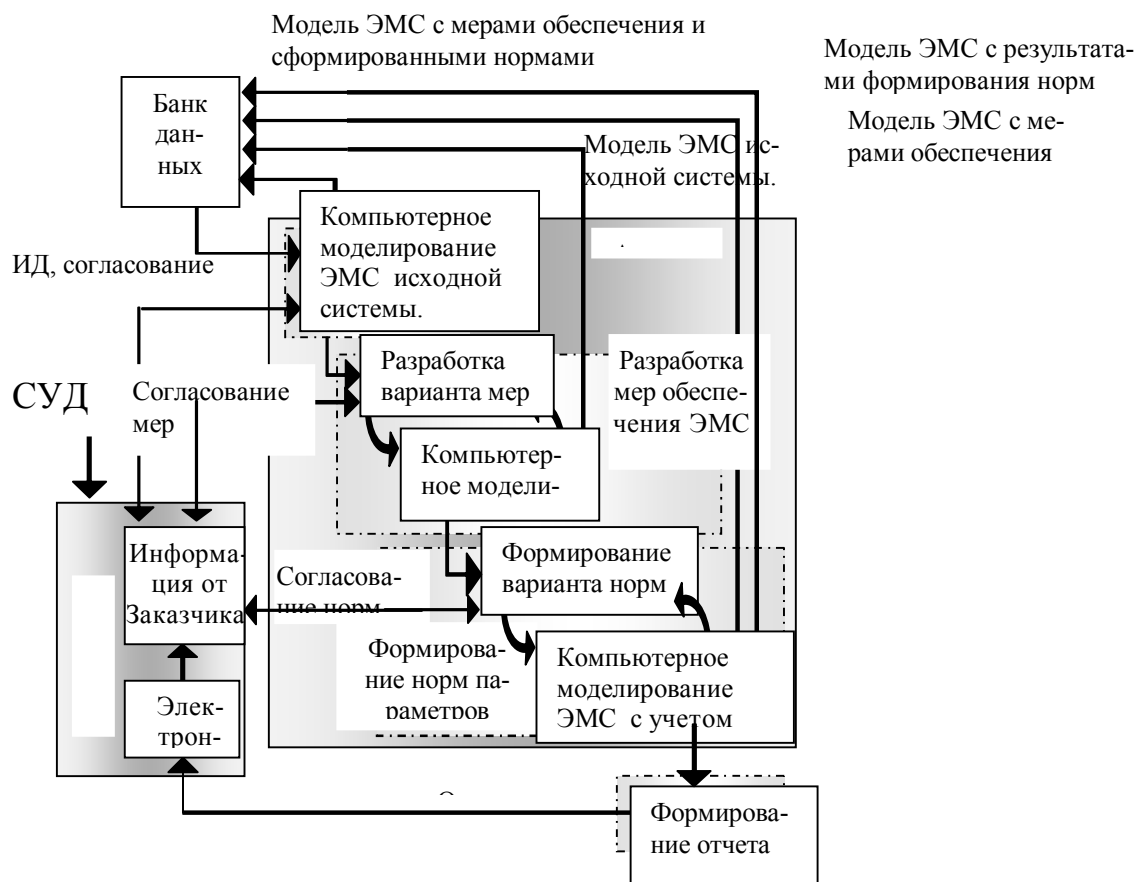 Модель ЭМС с мерами обеспечения и
сформированными нормами
Модель ЭМС с результата-
ми формирования норм
Модель ЭМС с ме-
рами обеспечения
Банк
дан-
ных
Модель ЭМС ис-
ходной системы.
Компьютерное
моделирование
ЭМС исходной
системы.
ИД, согласование
Разработка
варианта мер
Разработка
мер обеспе-
чения ЭМС
СУД
Согласование
мер
Компьютер-
ное модели-
Информа-
ция от
Заказчика
Согласова-
ние норм
Формирование
варианта норм
Формирова-
ние норм па-
раметров
Компьютерное
моделирование
ЭМС с учетом
Элек-
трон-
Формирова-
ние отчета